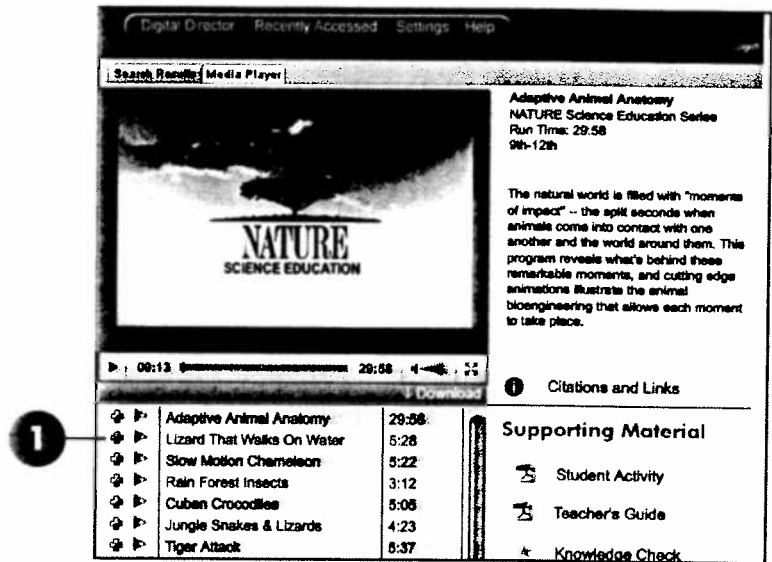 Digital Director Recently Accessed Settings Help
Search Results Media Player
NATURE
SCIENCE EDUCATION
00:13 29:58
Download
1
Adaptive Animal Anatomy 29:58
Lizard That Walks On Water 5:28
Slow Motion Chameleon 5:22
Rain Forest Insects 3:12
Cuban Crocodiles 5:05
Jungle Snakes & Lizards 4:23
Tiger Attack 5:37
Adaptive Animal Anatomy
NATURE Science Education Series
Run Time: 29:58
9th-12th
The natural world is filled with "moments
of impact" -- the split seconds when
animals come into contact with one
another and the world around them. This
program reveals what's behind these
remarkable moments, and cutting edge
animations illustrate the animal
bioengineering that allows each moment
to take place.
Citations and Links
Supporting Material
Student Activity
Teacher's Guide
Knowledge Check